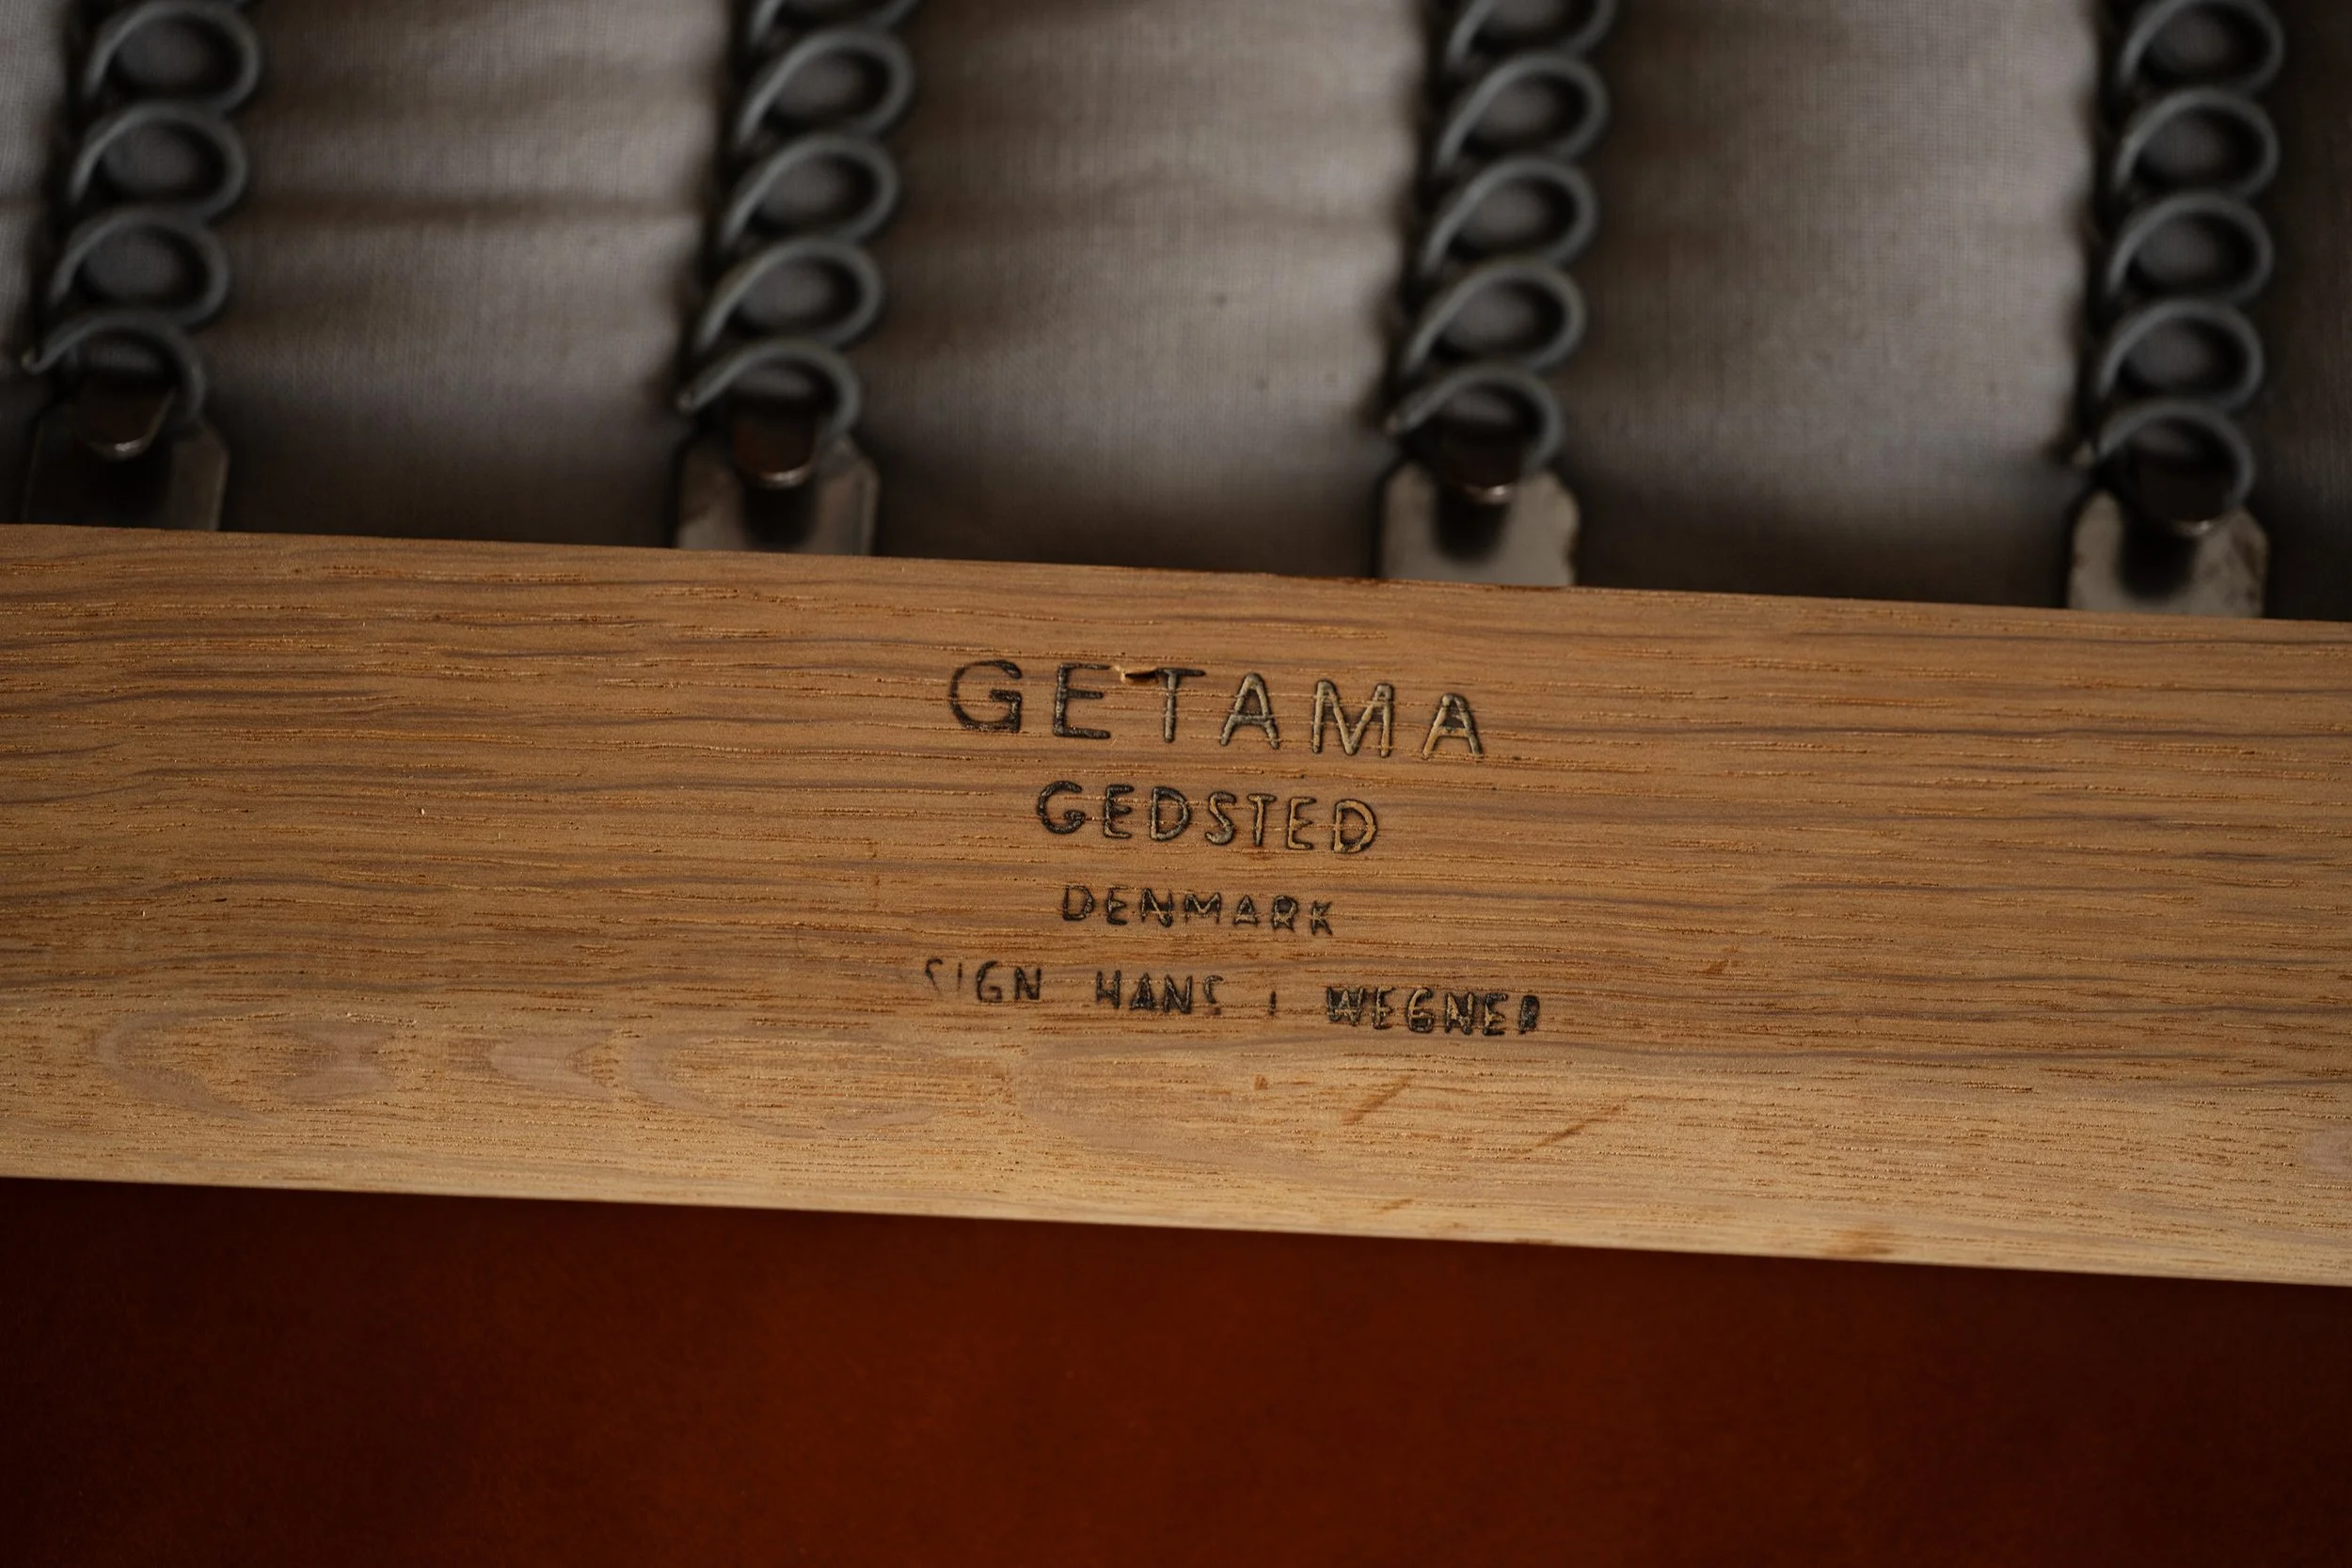 GETAMA
GEDSTED
DENMARK
SIGN HANS J WEGNER